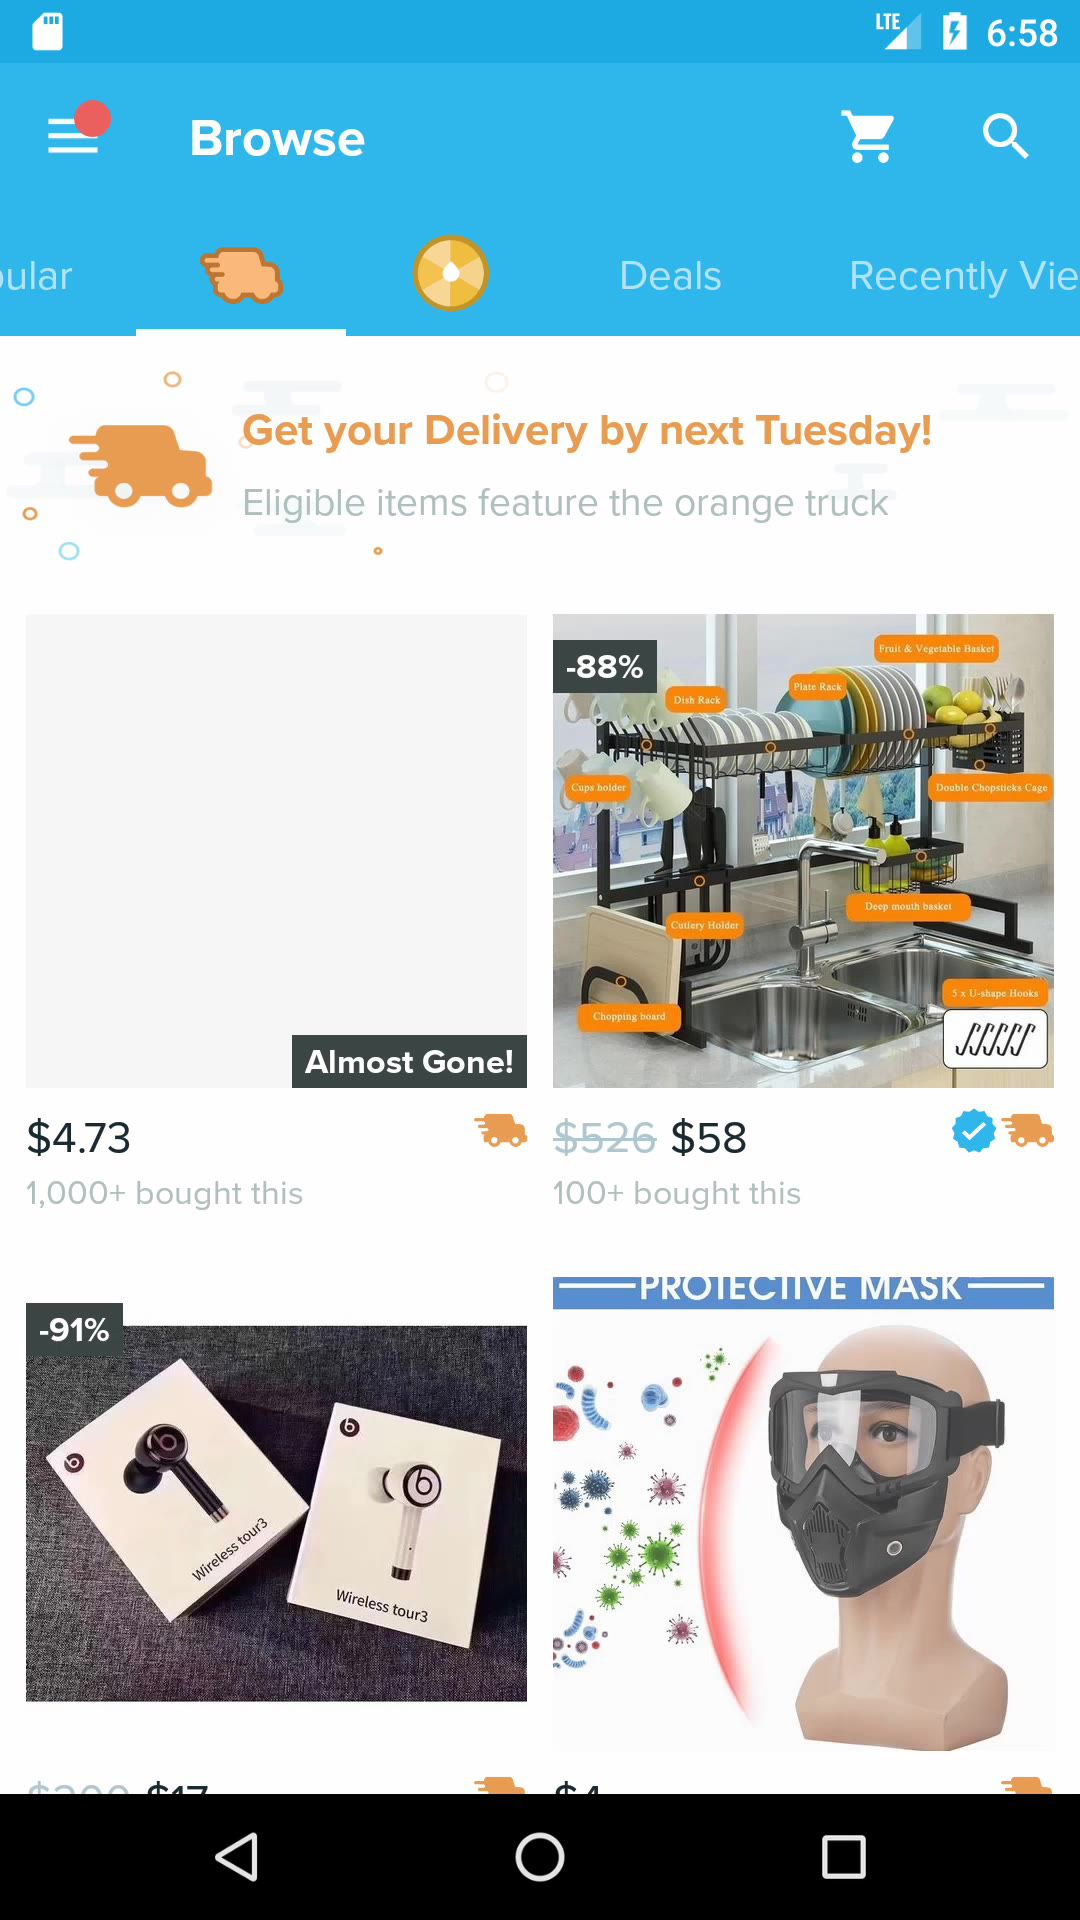 LTE 6:58
Browse
pular
Deals
Recently Vie
Get your Delivery by next Tuesday!
Eligible items feature the orange truck
-88%
Fruit & Vegetable Basket
Plate Rack
Dish Rack
Cups holder
Double Chopsticks Cage
Deep mouth basket
Cutlery Holder
5 x U-shape Hooks
Chopping board
Almost Gone!
$4.73
1,000+ bought this
$526 $58
100+ bought this
-91%
Wireless tour3
Wireless tour3
PROTECTIVE MASK
$17
$4